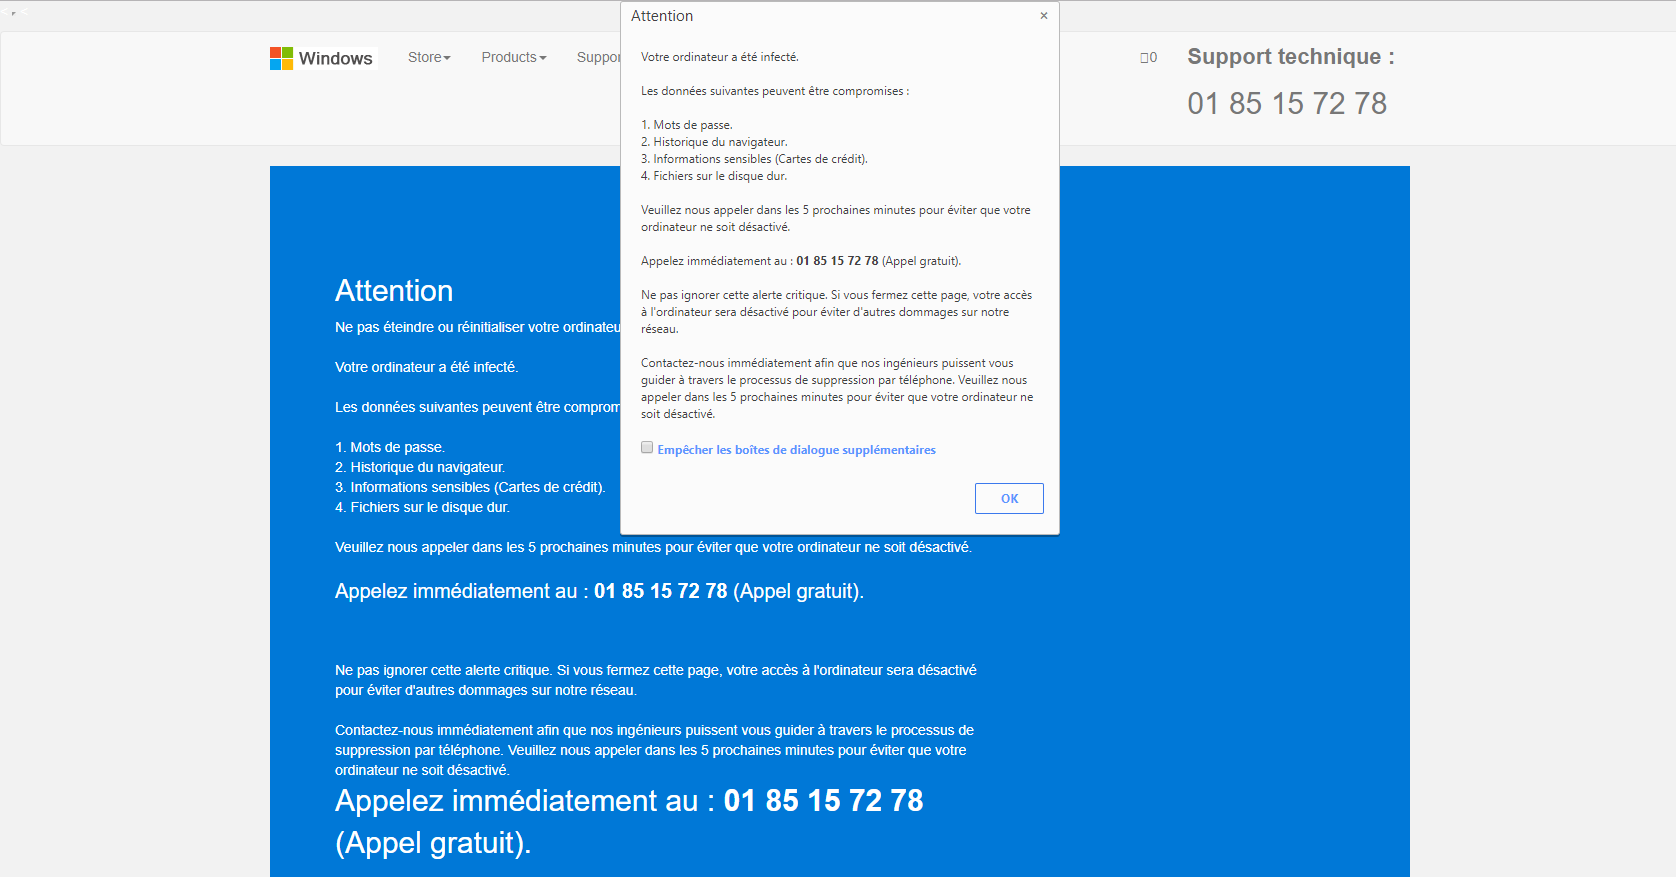 Windows
Store
Products
Suppor
0
Support technique :
01 85 15 72 78
Attention
×
Votre ordinateur a été infecté.
Les données suivantes peuvent être compromises :
1. Mots de passe.
2. Historique du navigateur.
3. Informations sensibles (Cartes de crédit).
4. Fichiers sur le disque dur.
Veuillez nous appeler dans les 5 prochaines minutes pour éviter que votre
ordinateur ne soit désactivé.
Appelez immédiatement au : 01 85 15 72 78 (Appel gratuit).
Ne pas ignorer cette alerte critique. Si vous fermez cette page, votre accès
à l'ordinateur sera désactivé pour éviter d'autres dommages sur notre
réseau.
Contactez-nous immédiatement afin que nos ingénieurs puissent vous
guider à travers le processus de suppression par téléphone. Veuillez nous
appeler dans les 5 prochaines minutes pour éviter que votre ordinateur ne
soit désactivé.
Empêcher les boîtes de dialogue supplémentaires
OK
Attention
Ne pas éteindre ou réinitialiser votre ordinateu
Votre ordinateur a été infecté.
Les données suivantes peuvent être comprom
1. Mots de passe.
2. Historique du navigateur.
3. Informations sensibles (Cartes de crédit).
4. Fichiers sur le disque dur.
Veuillez nous appeler dans les 5 prochaines minutes pour éviter que votre ordinateur ne soit désactivé.
Appelez immédiatement au : 01 85 15 72 78 (Appel gratuit).
Ne pas ignorer cette alerte critique. Si vous fermez cette page, votre accès à l'ordinateur sera désactivé
pour éviter d'autres dommages sur notre réseau.
Contactez-nous immédiatement afin que nos ingénieurs puissent vous guider à travers le processus de
suppression par téléphone. Veuillez nous appeler dans les 5 prochaines minutes pour éviter que votre
ordinateur ne soit désactivé.
Appelez immédiatement au : 01 85 15 72 78
(Appel gratuit).